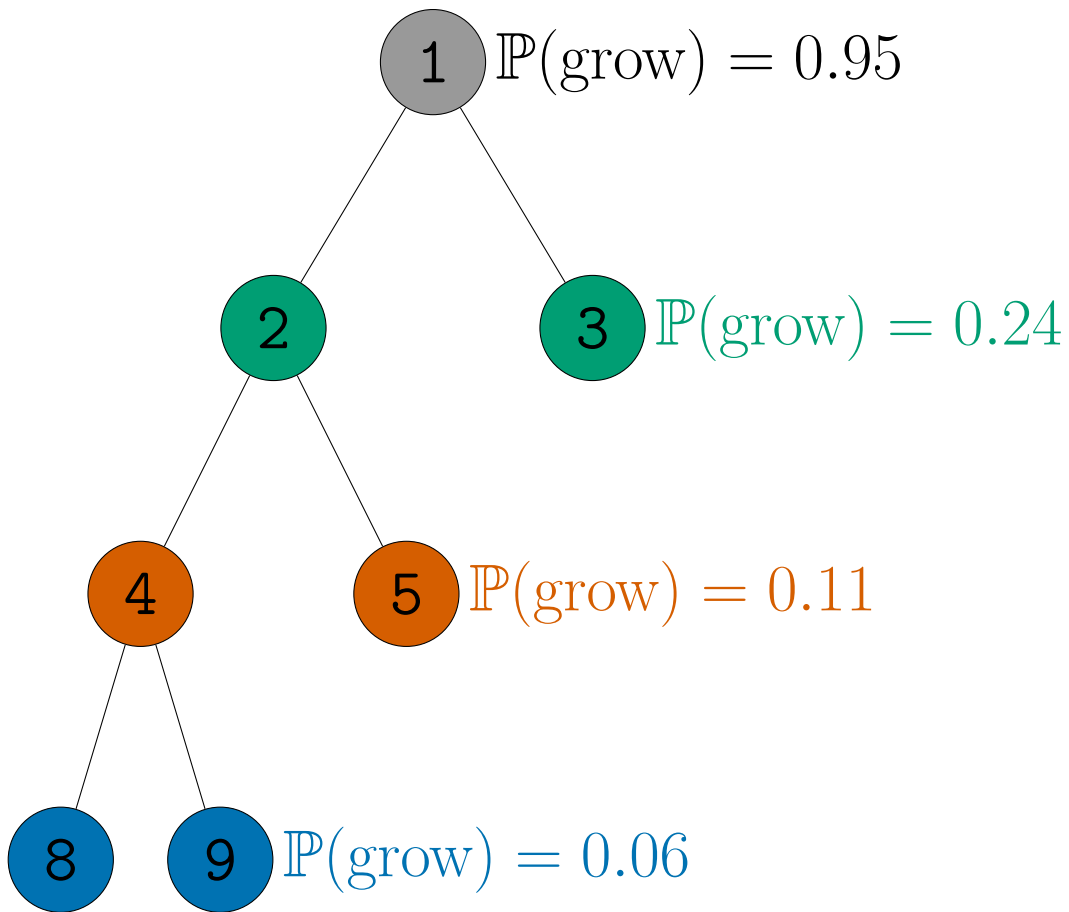 1 ℙ(grow) = 0.95
2 3 ℙ(grow) = 0.24
4 5 ℙ(grow) = 0.11
8 9 ℙ(grow) = 0.06